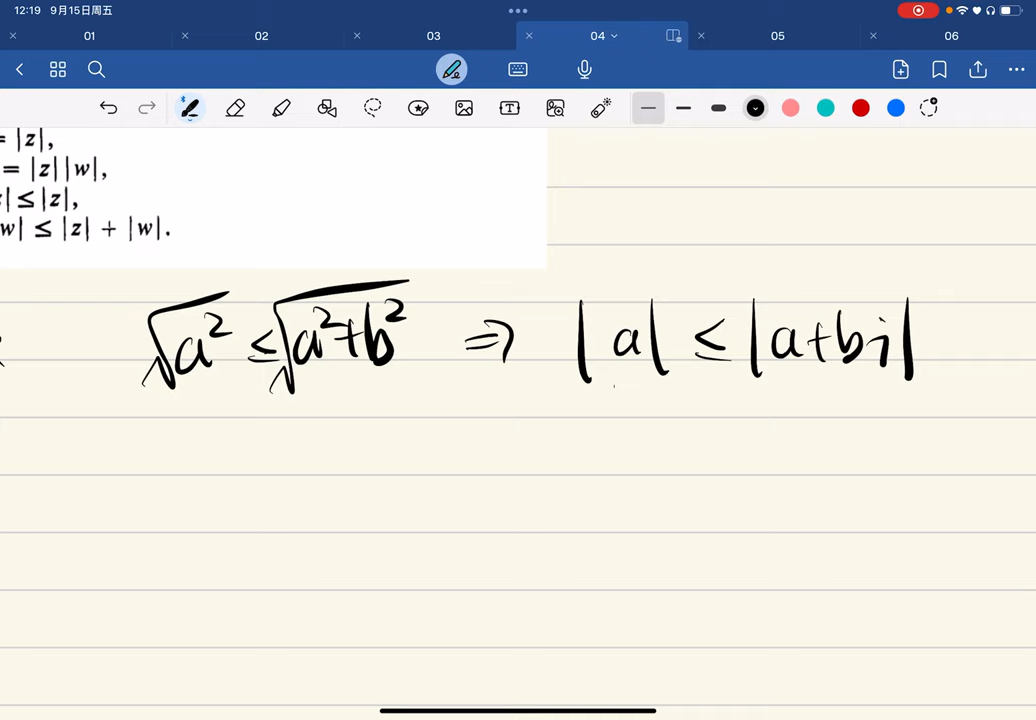 12:19 9月15日周五
01 02 03 04 05 06
= |z|,
= |z||w|,
| ≤ |z|,
w| ≤ |z| + |w|.
√a² ≤ √a²+b² ⇒ |a| ≤ |a+bi|